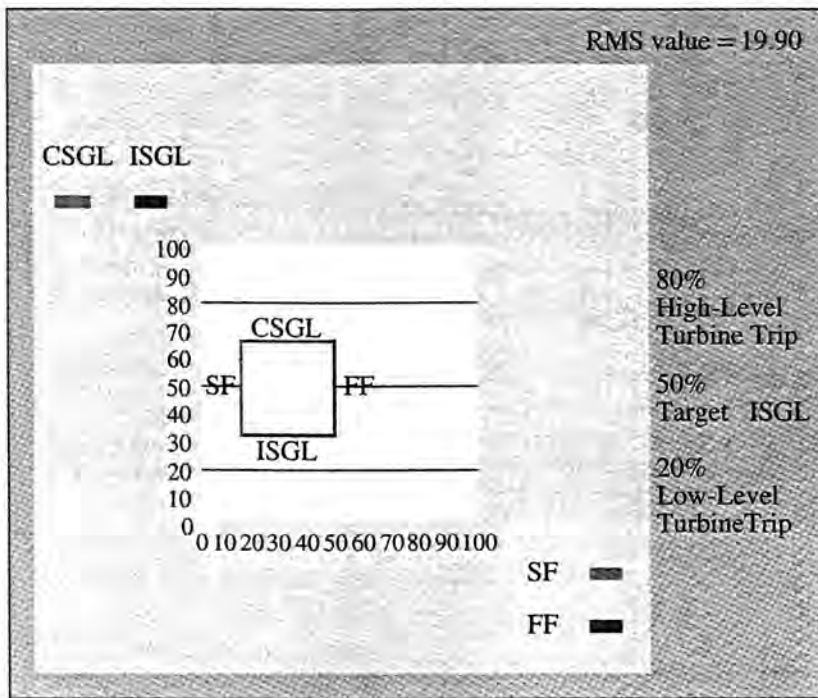 RMS value = 19.90
CSGL ISGL
100
90
80
70
60
50
40
30
20
10
0
CSGL
SF FF
ISGL
0 10 20 30 40 50 60 70 80 90 100
80%
High-Level
Turbine Trip
50%
Target ISGL
20%
Low-Level
TurbineTrip
SF
FF